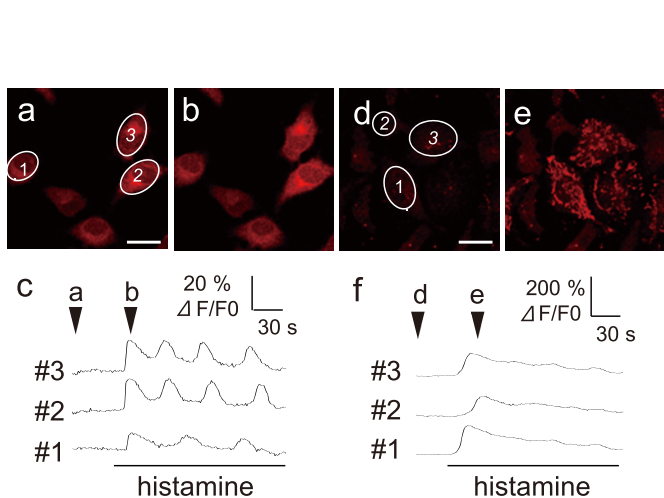 a b d e
1 3 2
2 3 1
c a b 20 % ⊿ F/F0 30 s
#3
#2
#1
histamine
f d e 200 % ⊿ F/F0 30 s
#3
#2
#1
histamine